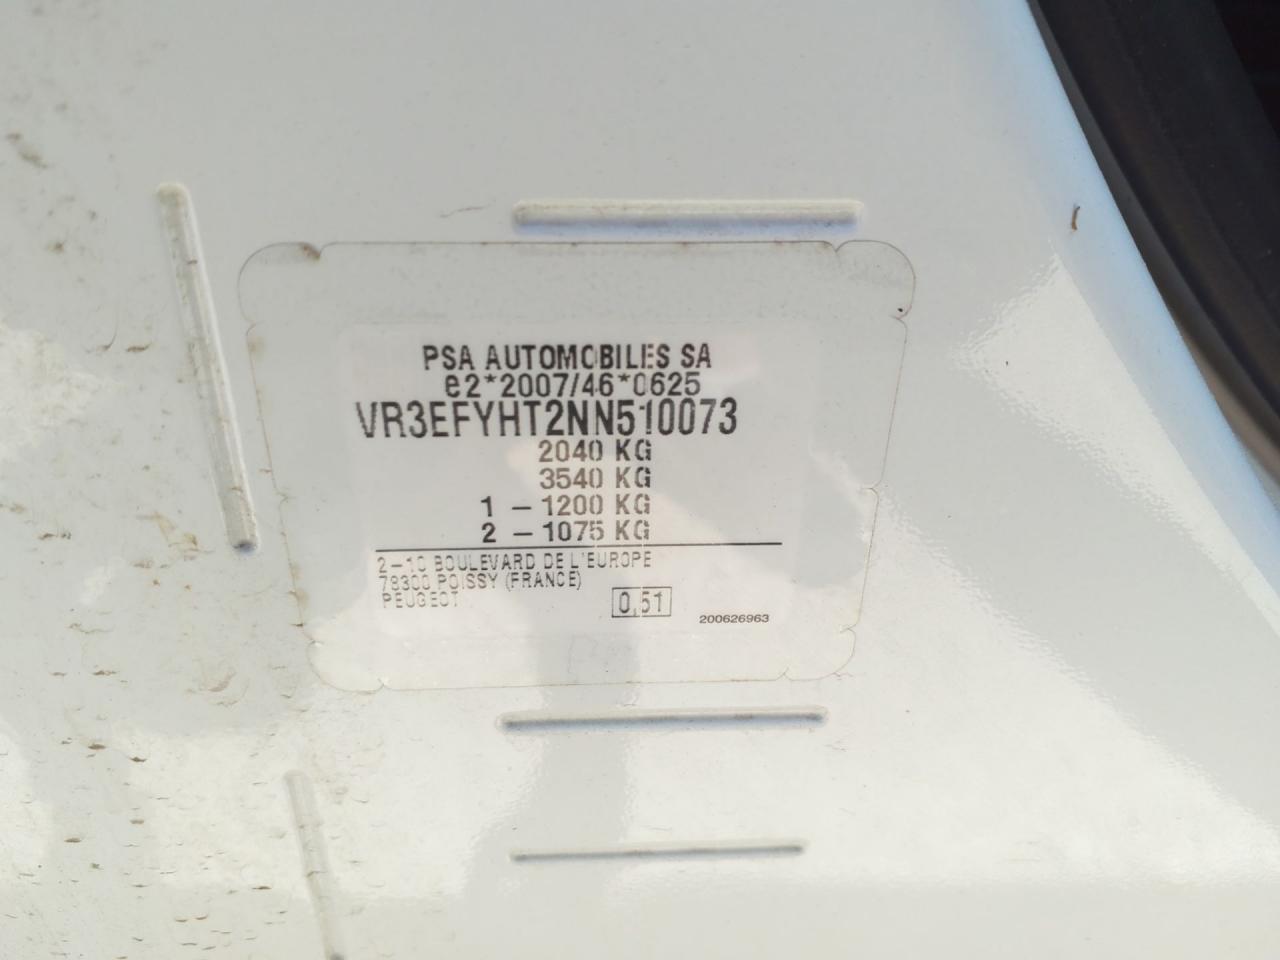 PSA AUTOMOBILES SA
e2*2007/46*0625
VR3EFYHT2NN510073
2040 KG
3540 KG
1 - 1200 KG
2 - 1075 KG
2-10 BOULEVARD DE L'EUROPE
78300 POISSY (FRANCE)
PEUGEOT
0,51
200626963